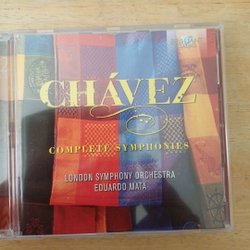 CHÁVEZ
COMPLETE SYMPHONIES
LONDON SYMPHONY ORCHESTRA
EDUARDO MATA